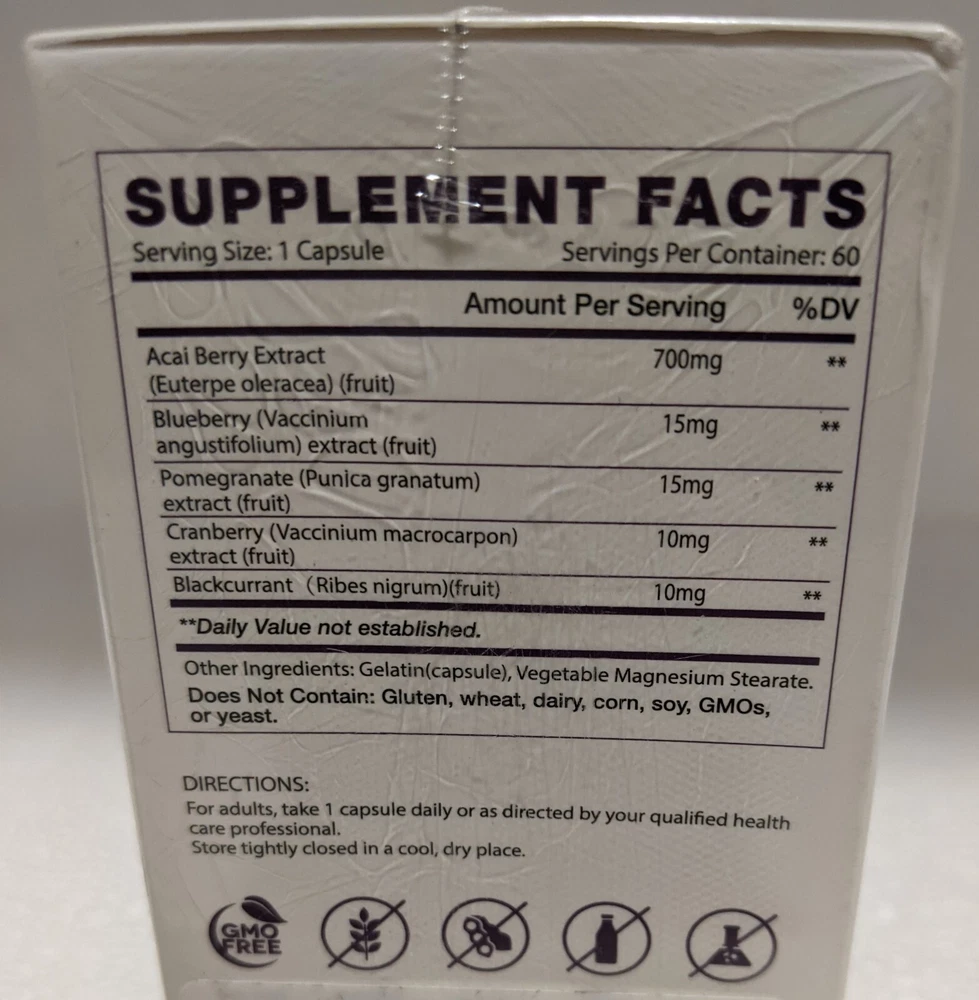 SUPPLEMENT FACTS
Serving Size: 1 Capsule Servings Per Container: 60
Amount Per Serving %DV
Acai Berry Extract 700mg **
(Euterpe oleracea) (fruit)
Blueberry (Vaccinium 15mg **
angustifolium) extract (fruit)
Pomegranate (Punica granatum) 15mg **
extract (fruit)
Cranberry (Vaccinium macrocarpon) 10mg **
extract (fruit)
Blackcurrant（Ribes nigrum)(fruit) 10mg **
**Daily Value not established.
Other Ingredients: Gelatin(capsule), Vegetable Magnesium Stearate.
Does Not Contain: Gluten, wheat, dairy, corn, soy, GMOs,
or yeast.
DIRECTIONS:
For adults, take 1 capsule daily or as directed by your qualified health
care professional.
Store tightly closed in a cool, dry place.
GMO
FREE